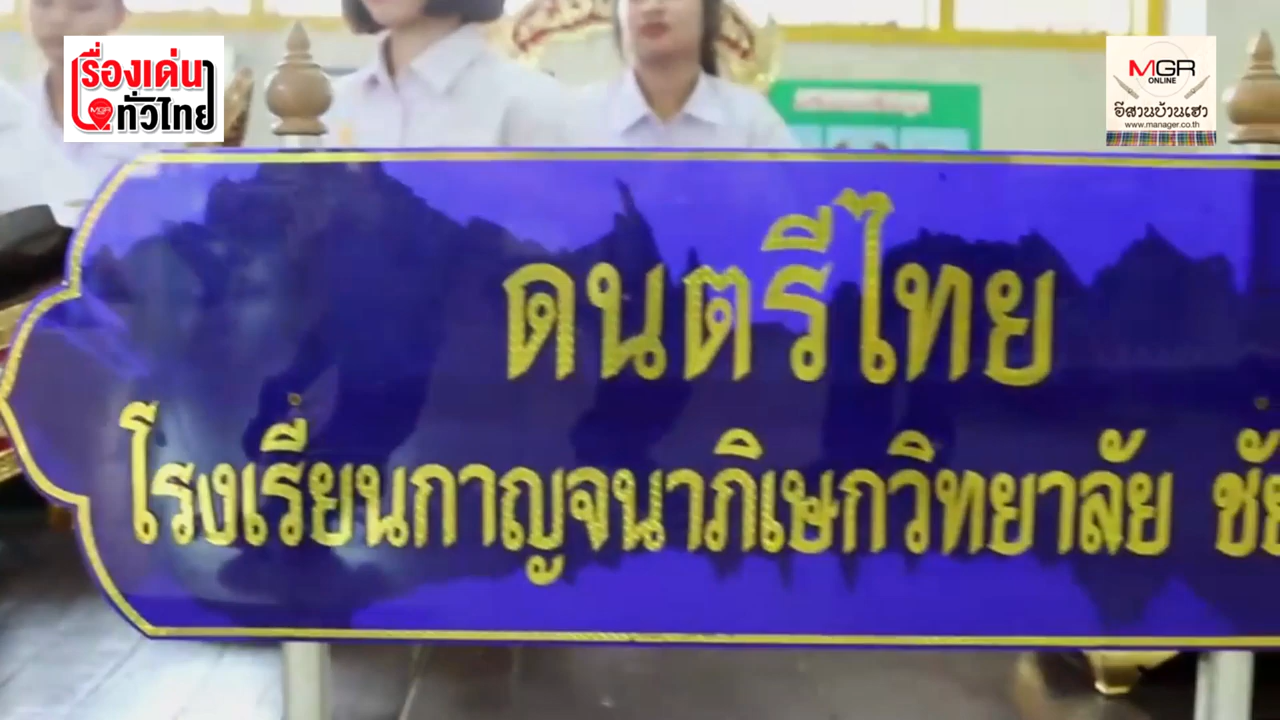 เรื่องเด่น
MGR
ทั่วไทย
MGR
ONLINE
อีสานบ้านเฮา
www.manager.co.th
ดนตรีไทย
โรงเรียนกาญจนาภิเษกวิทยาลัย